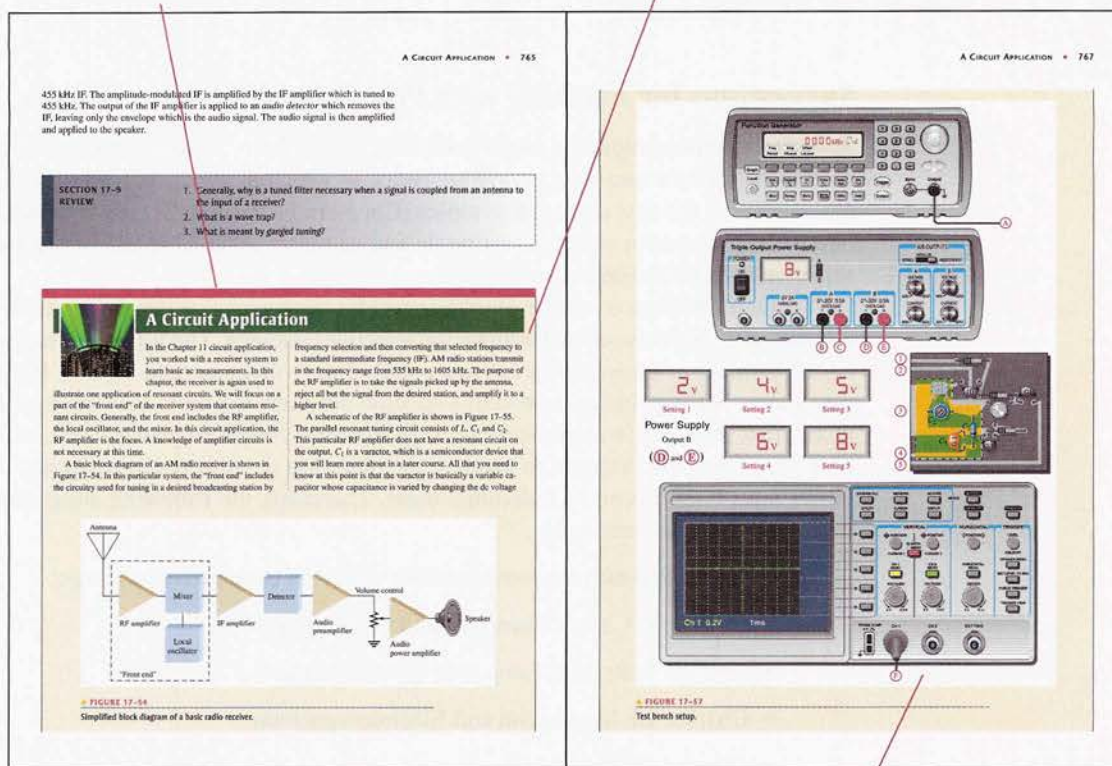 A CIRCUIT APPLICATION • 765
455 kHz IF. The amplitude-modulated IF is amplified by the IF amplifier which is tuned to
455 kHz. The output of the IF amplifier is applied to an audio detector which removes the
IF, leaving only the envelope which is the audio signal. The audio signal is then amplified
and applied to the speaker.
SECTION 17–9
REVIEW
1. Generally, why is a tuned filter necessary when a signal is coupled from an antenna to
the input of a receiver?
2. What is a wave trap?
3. What is meant by ganged tuning?
A Circuit Application
In the Chapter 11 circuit application,
you worked with a receiver system to
learn basic ac measurements. In this
chapter, the receiver is again used to
illustrate one application of resonant circuits. We will focus on a
part of the "front end" of the receiver system that contains reso-
nant circuits. Generally, the front end includes the RF amplifier,
the local oscillator, and the mixer. In this circuit application, the
RF amplifier is the focus. A knowledge of amplifier circuits is
not necessary at this time.
A basic block diagram of an AM radio receiver is shown in
Figure 17–54. In this particular system, the "front end" includes
the circuitry used for tuning in a desired broadcasting station by
frequency selection and then converting that selected frequency to
a standard intermediate frequency (IF). AM radio stations transmit
in the frequency range from 535 kHz to 1605 kHz. The purpose of
the RF amplifier is to take the signals picked up by the antenna,
reject all but the signal from the desired station, and amplify it to a
higher level.
A schematic of the RF amplifier is shown in Figure 17–55.
The parallel resonant tuning circuit consists of L, C1 and C2.
This particular RF amplifier does not have a resonant circuit on
the output. C1 is a varactor, which is a semiconductor device that
you will learn more about in a later course. All that you need to
know at this point is that the varactor is basically a variable ca-
pacitor whose capacitance is varied by changing the dc voltage
Antenna
RF amplifier
Mixer
IF amplifier
Detector
Audio
preamplifier
Volume control
Audio
power amplifier
Speaker
Local
oscillator
"Front end"
FIGURE 17–54
Simplified block diagram of a basic radio receiver.
A CIRCUIT APPLICATION • 767
Function Generator
A
Triple Output Power Supply
POWER
ON
OFF
8v
B
C
D
E
2v
4v
5v
Setting 1
Setting 2
Setting 3
Power Supply
Output B
(D and E)
6v
8v
Setting 4
Setting 5
1
2
3
4
5
VERTICAL
HORIZONTAL
TRIGGER
Ch 1 0.2V
Time
CH 1
CH 2
EXT TRIG
F
FIGURE 17–57
Test bench setup.